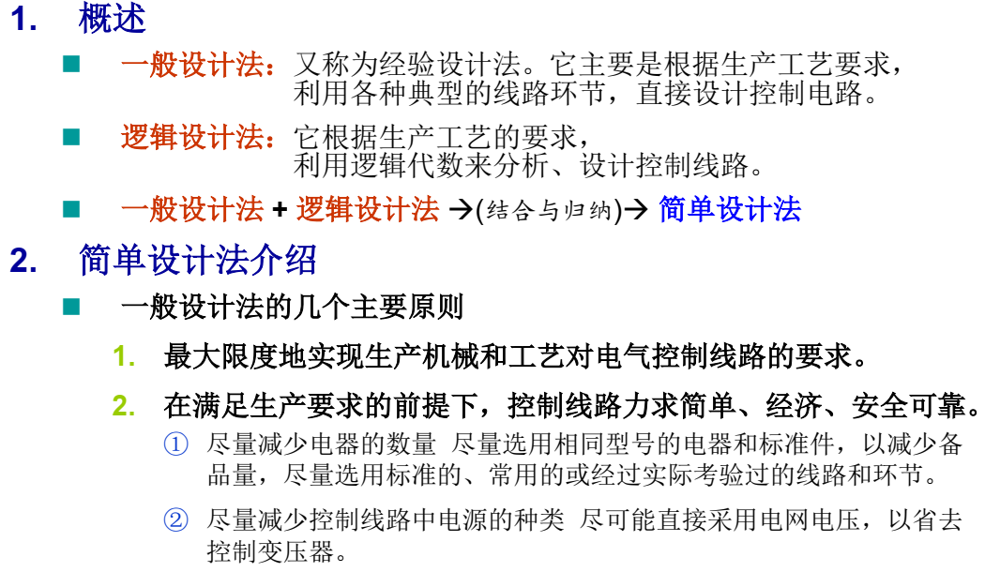 1. 概述
■ 一般设计法：又称为经验设计法。它主要是根据生产工艺要求，
利用各种典型的线路环节，直接设计控制电路。
■ 逻辑设计法：它根据生产工艺的要求，
利用逻辑代数来分析、设计控制线路。
■ 一般设计法 + 逻辑设计法 →(结合与归纳)→ 简单设计法
2. 简单设计法介绍
■ 一般设计法的几个主要原则
1. 最大限度地实现生产机械和工艺对电气控制线路的要求。
2. 在满足生产要求的前提下，控制线路力求简单、经济、安全可靠。
① 尽量减少电器的数量 尽量选用相同型号的电器和标准件，以减少备
品量，尽量选用标准的、常用的或经过实际考验过的线路和环节。
② 尽量减少控制线路中电源的种类 尽可能直接采用电网电压，以省去
控制变压器。